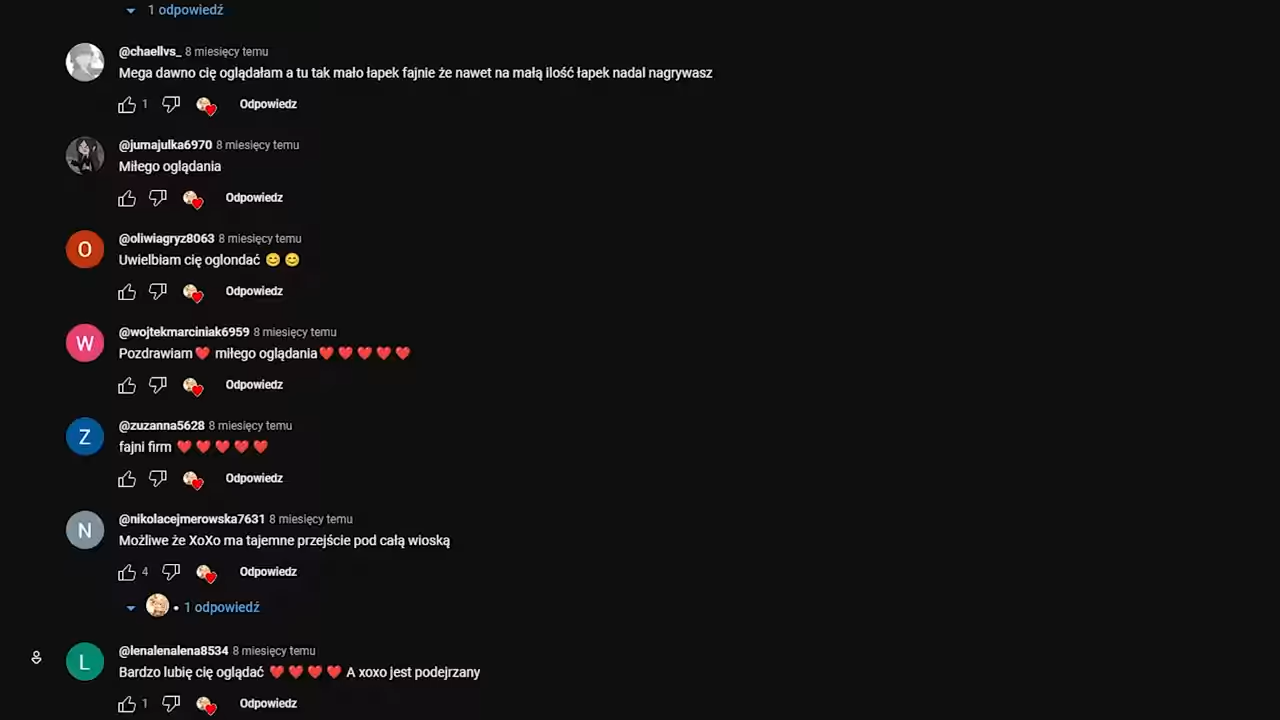 1 odpowiedź
@chaellvs_ 8 miesięcy temu
Mega dawno cię oglądałam a tu tak mało łapek fajnie że nawet na małą ilość łapek nadal nagrywasz
1 Odpowiedz
@jumajulka6970 8 miesięcy temu
Miłego oglądania
Odpowiedz
O @oliwiagryz8063 8 miesięcy temu
Uwielbiam cię oglondać 😊 😊
Odpowiedz
W @wojtekmarciniak6959 8 miesięcy temu
Pozdrawiam❤️ miłego oglądania❤️ ❤️ ❤️ ❤️ ❤️
Odpowiedz
Z @zuzanna5628 8 miesięcy temu
fajni firm ❤️ ❤️ ❤️ ❤️ ❤️
Odpowiedz
N @nikolacejmerowska7631 8 miesięcy temu
Możliwe że XoXo ma tajemne przejście pod całą wioską
4 Odpowiedz
• 1 odpowiedź
L @lenalenalena8534 8 miesięcy temu
Bardzo lubię cię oglądać ❤️ ❤️ ❤️ ❤️ A xoxo jest podejrzany
1 Odpowiedz